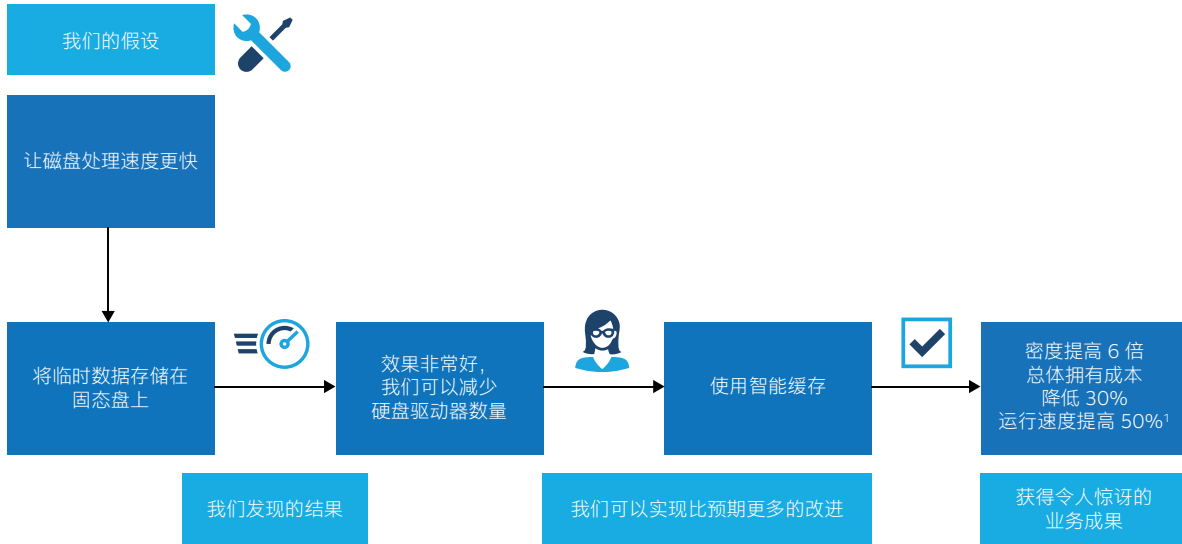 我们的假设
让磁盘处理速度更快
将临时数据存储在
固态盘上
效果非常好,
我们可以减少
硬盘驱动器数量
使用智能缓存
密度提高 6 倍
总体拥有成本
降低 30%
运行速度提高 50%¹
我们发现的结果
我们可以实现比预期更多的改进
获得令人惊讶的
业务成果